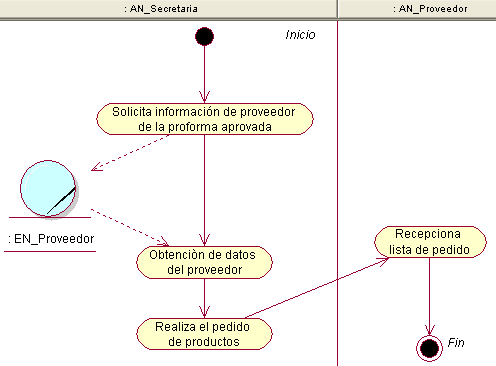 : AN_Secretaria
: AN_Proveedor
Inicio
Solicita información de proveedor
de la proforma aprovada
: EN_Proveedor
Obtenciòn de datos
del proveedor
Recepciona
lista de pedido
Realiza el pedido
de productos
Fin